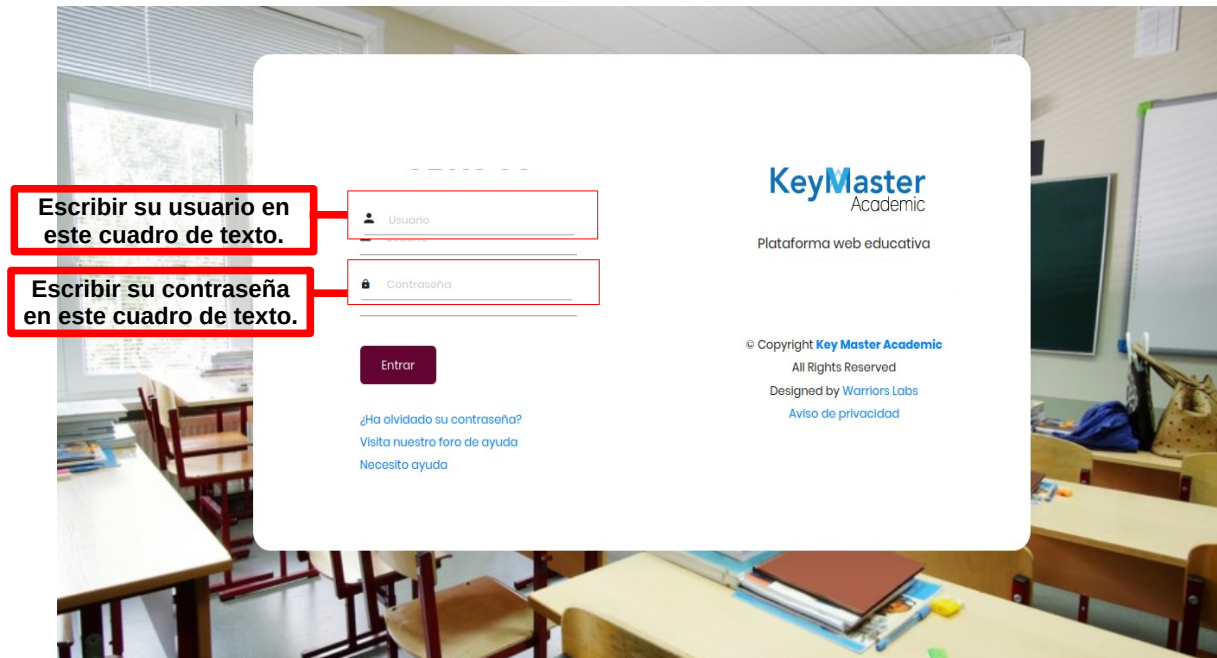 Escribir su usuario en
este cuadro de texto.
Usuario
Escribir su contraseña
en este cuadro de texto.
Contraseña
Entrar
¿Ha olvidado su contraseña?
Visita nuestro foro de ayuda
Necesito ayuda
KeyMaster
Academic
Plataforma web educativa
© Copyright Key Master Academic
All Rights Reserved
Designed by Warriors Labs
Aviso de privacidad